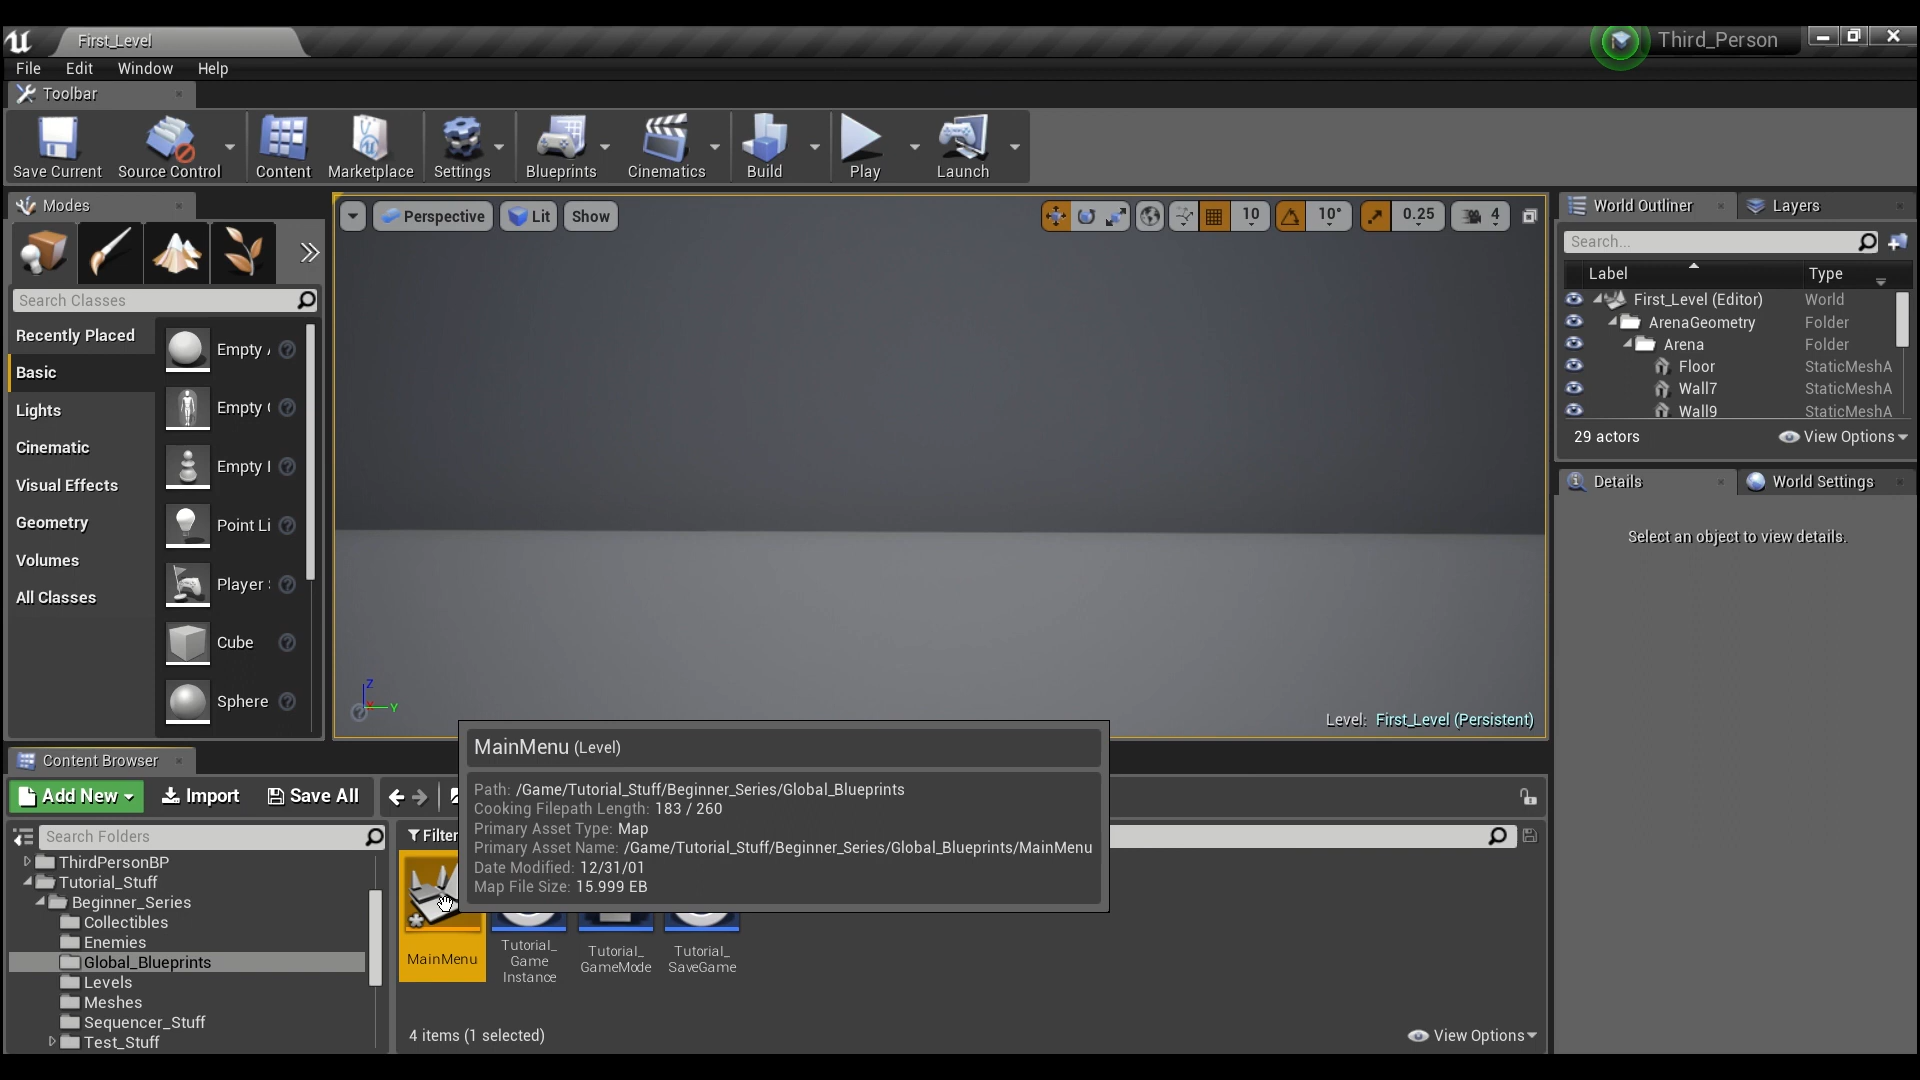 First_Level
Third_Person
File Edit Window Help
Toolbar
Save Current Source Control Content Marketplace Settings Blueprints Cinematics Build Play Launch
Modes
Search Classes
Recently Placed
Basic
Lights
Cinematic
Visual Effects
Geometry
Volumes
All Classes
Empty
Empty
Empty
Point Li
Player
Cube
Sphere
Perspective Lit Show
10 10° 0.25 4
Z
Y
Level: First_Level (Persistent)
World Outliner Layers
Search...
Label Type
First_Level (Editor) World
ArenaGeometry Folder
Arena Folder
Floor StaticMeshA
Wall7 StaticMeshA
Wall9 StaticMeshA
29 actors View Options
Details World Settings
Select an object to view details.
Content Browser
Add New Import Save All
Search Folders
ThirdPersonBP
Tutorial_Stuff
Beginner_Series
Collectibles
Enemies
Global_Blueprints
Levels
Meshes
Sequencer_Stuff
Test_Stuff
Filter
MainMenu (Level)
Path: /Game/Tutorial_Stuff/Beginner_Series/Global_Blueprints
Cooking Filepath Length: 183 / 260
Primary Asset Type: Map
Primary Asset Name: /Game/Tutorial_Stuff/Beginner_Series/Global_Blueprints/MainMenu
Date Modified: 12/31/01
Map File Size: 15.999 EB
MainMenu
Tutorial_
Game
Instance
Tutorial_
GameMode
Tutorial_
SaveGame
4 items (1 selected)
View Options